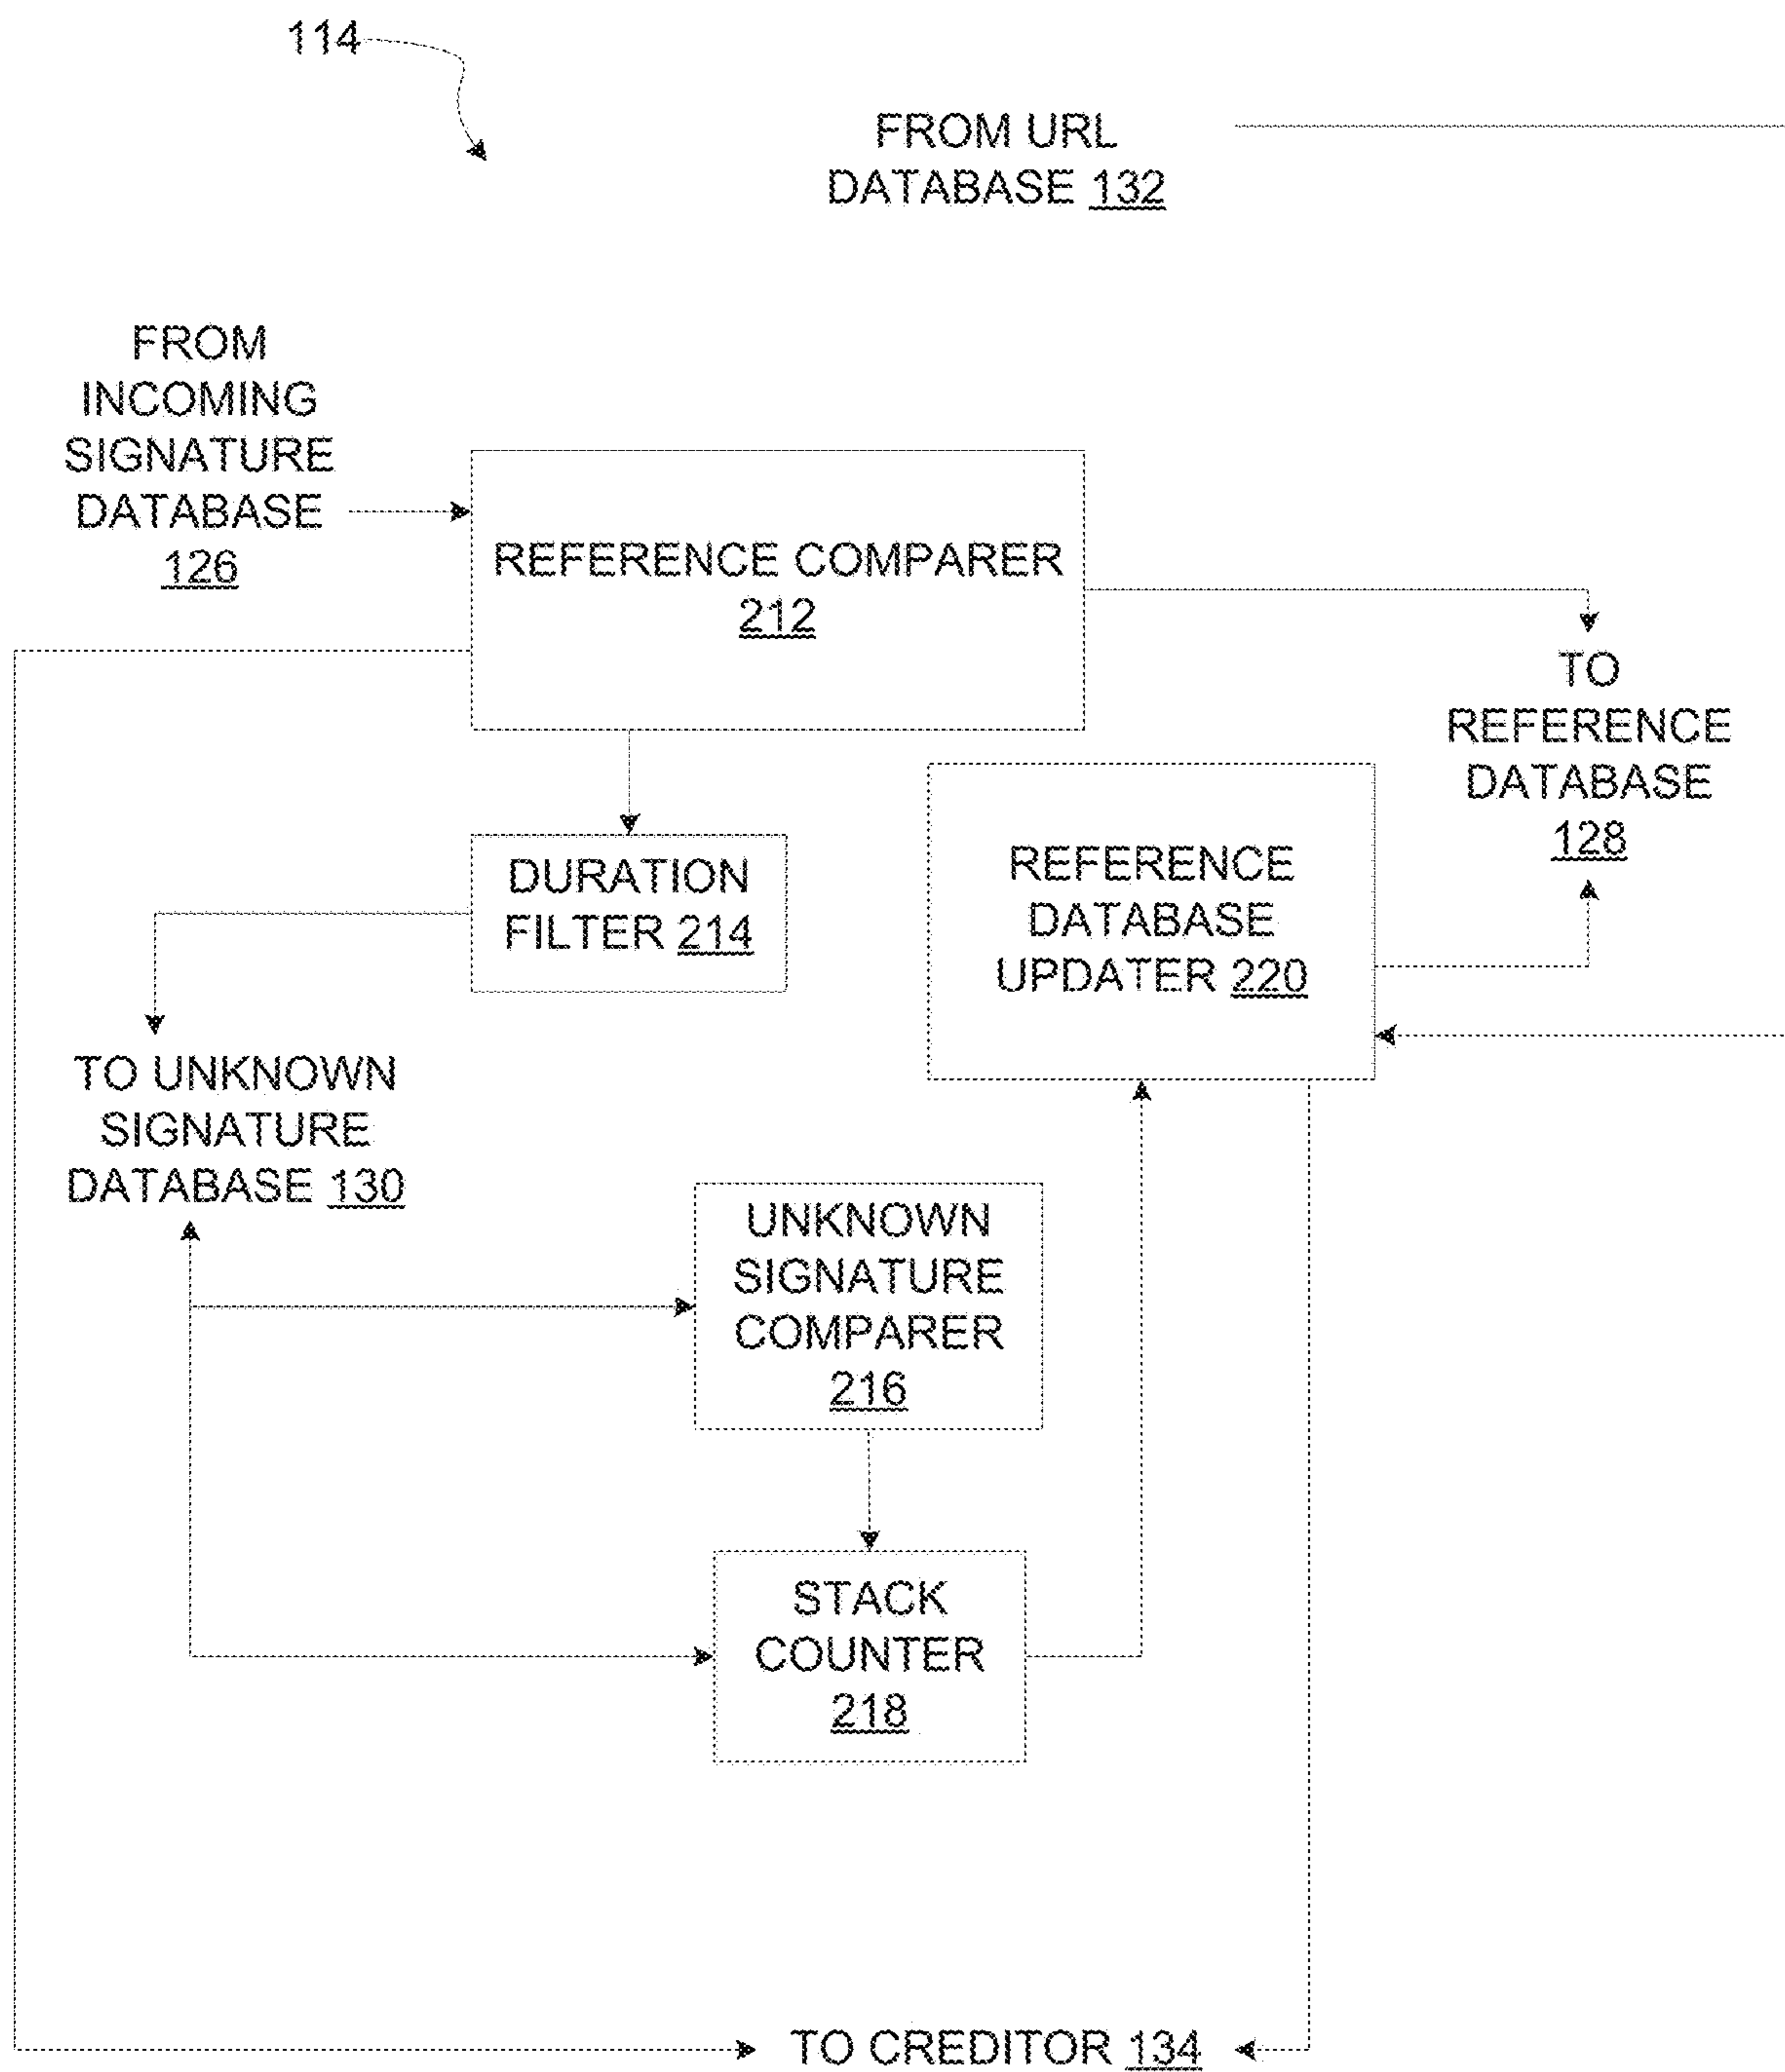 114
FROM URL
DATABASE 132
FROM
INCOMING
SIGNATURE
DATABASE
126
REFERENCE COMPARER
212
TO
REFERENCE
DATABASE
128
DURATION
FILTER 214
REFERENCE
DATABASE
UPDATER 220
TO UNKNOWN
SIGNATURE
DATABASE 130
UNKNOWN
SIGNATURE
COMPARER
216
STACK
COUNTER
218
TO CREDITOR 134